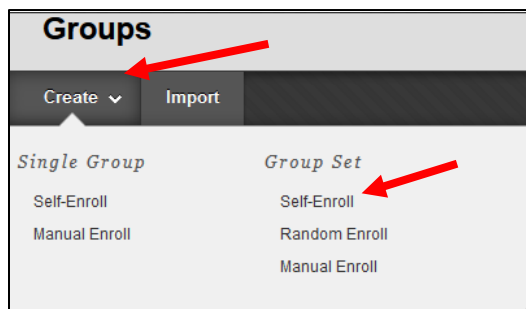 Groups
Create Import
Single Group
Self-Enroll
Manual Enroll
Group Set
Self-Enroll
Random Enroll
Manual Enroll